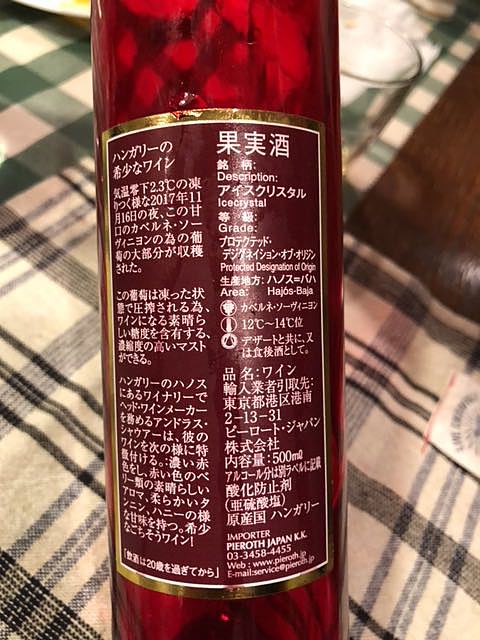 ハンガリーの
希少なワイン
気温零下2.3℃の凍
りつく様な2017年11
月16日の夜、この甘
口のカベルネ・ソー
ヴィニヨンの為の葡
萄の大部分が収穫
された。
この葡萄は凍った状
態で圧搾される為、
ワインになる素晴ら
しい糖度を含有する、
濃縮度の高いマスト
ができる。
ハンガリーのハノス
にあるワイナリーで
ヘッド・ワインメーカー
を務めるアンドラス・
シャウアーは、彼の
ワインを次の様に特
徴付ける:濃い赤
色をし、赤い色のベ
リー類の素晴らしい
アロマ、柔らかいタ
ンニン、ハニーの様
な甘味を持つ。希少
なごちそうワイン!
「飲酒は20歳を過ぎてから」
果実酒
銘 柄:
Description:
アイスクリスタル
Icecrystal
等 級:
Grade:
プロテクテッド・
デジグネイション・オブ・オリジン
Protected Designation of Origin
生産地方: ハノス=バハ
Area: Hajós-Baja
カベルネ・ソーヴィニヨン
12℃〜14℃位
デザートと共に、又
は食後酒として。
品名:ワイン
輸入業者引取先:
東京都港区港南
2-13-31
ピーロート・ジャパン
株式会社
内容量:500mℓ
アルコール分は別ラベルに記載
酸化防止剤
(亜硫酸塩)
原産国 ハンガリー
IMPORTER
PIEROTH JAPAN K.K.
03-3458-4455
Web : www.pieroth.jp
E-mail:service@pieroth.jp